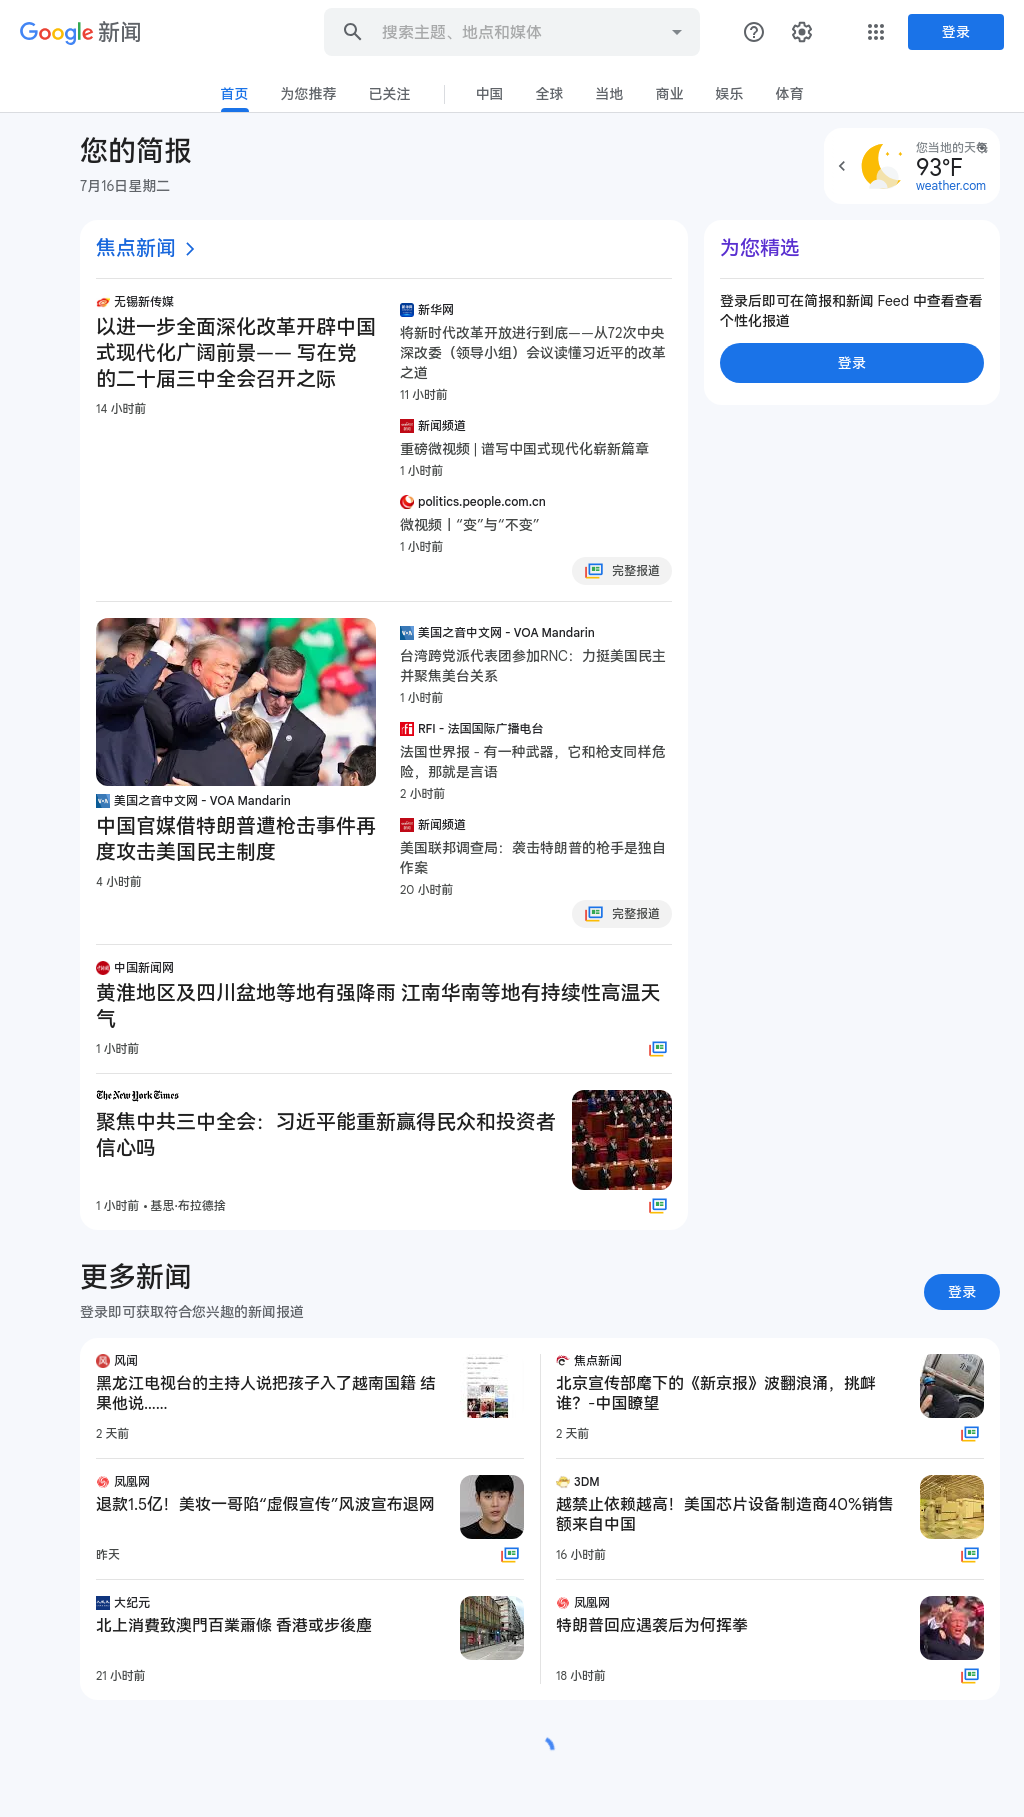 Google 新闻
搜索主题、地点和媒体
登录
首页
为您推荐
已关注
中国
全球
当地
商业
娱乐
体育
您的简报
7月16日星期二
您当地的天气
93°F
weather.com
焦点新闻
无锡新传媒
以进一步全面深化改革开辟中国
式现代化广阔前景—— 写在党
的二十届三中全会召开之际
14 小时前
新华网
将新时代改革开放进行到底——从72次中央
深改委（领导小组）会议读懂习近平的改革
之道
11 小时前
新闻频道
重磅微视频 | 谱写中国式现代化崭新篇章
1 小时前
politics.people.com.cn
微视频丨“变”与“不变”
1 小时前
完整报道
为您精选
登录后即可在简报和新闻 Feed 中查看查看
个性化报道
登录
美国之音中文网 - VOA Mandarin
中国官媒借特朗普遭枪击事件再
度攻击美国民主制度
4 小时前
VOA 美国之音中文网 - VOA Mandarin
台湾跨党派代表团参加RNC：力挺美国民主
并聚焦美台关系
1 小时前
RFI - 法国国际广播电台
法国世界报 - 有一种武器，它和枪支同样危
险，那就是言语
2 小时前
新闻频道
美国联邦调查局：袭击特朗普的枪手是独自
作案
20 小时前
完整报道
中国新闻网
黄淮地区及四川盆地等地有强降雨 江南华南等地有持续性高温天
气
1 小时前
The New York Times
聚焦中共三中全会：习近平能重新赢得民众和投资者
信心吗
1 小时前 • 基思·布拉德捨
更多新闻
登录即可获取符合您兴趣的新闻报道
登录
风闻
黑龙江电视台的主持人说把孩子入了越南国籍 结
果他说……
2 天前
焦点新闻
北京宣传部麾下的《新京报》波翻浪涌，挑衅
谁？-中国瞭望
2 天前
凤凰网
退款1.5亿！美妆一哥陷“虚假宣传”风波宣布退网
昨天
3DM
越禁止依赖越高！美国芯片设备制造商40%销售
额来自中国
16 小时前
大纪元
北上消費致澳門百業蕭條 香港或步後塵
21 小时前
凤凰网
特朗普回应遇袭后为何挥拳
18 小时前